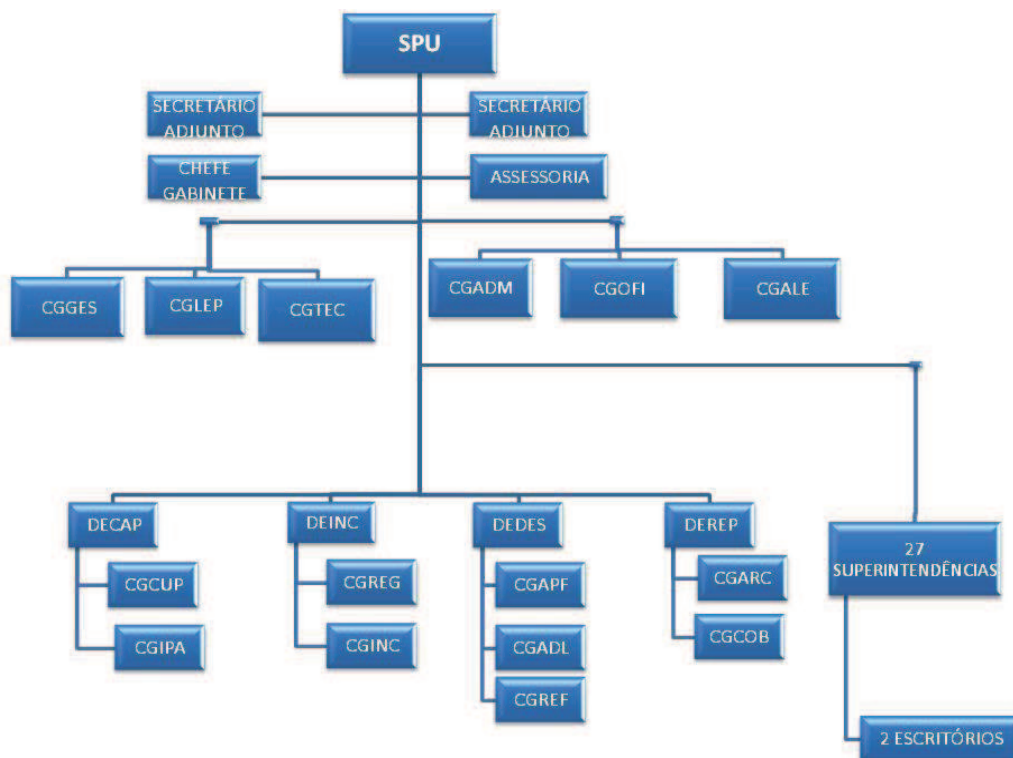 SPU
SECRETÁRIO
ADJUNTO
SECRETÁRIO
ADJUNTO
CHEFE
GABINETE
ASSESSORIA
CGGES
CGLEP
CGTEC
CGADM
CGOFI
CGALE
DECAP
CGCUP
CGIPA
DEINC
CGREG
CGINC
DEDES
CGAPF
CGADL
CGREF
DEREP
CGARC
CGCOB
27
SUPERINTENDÊNCIAS
2 ESCRITÓRIOS